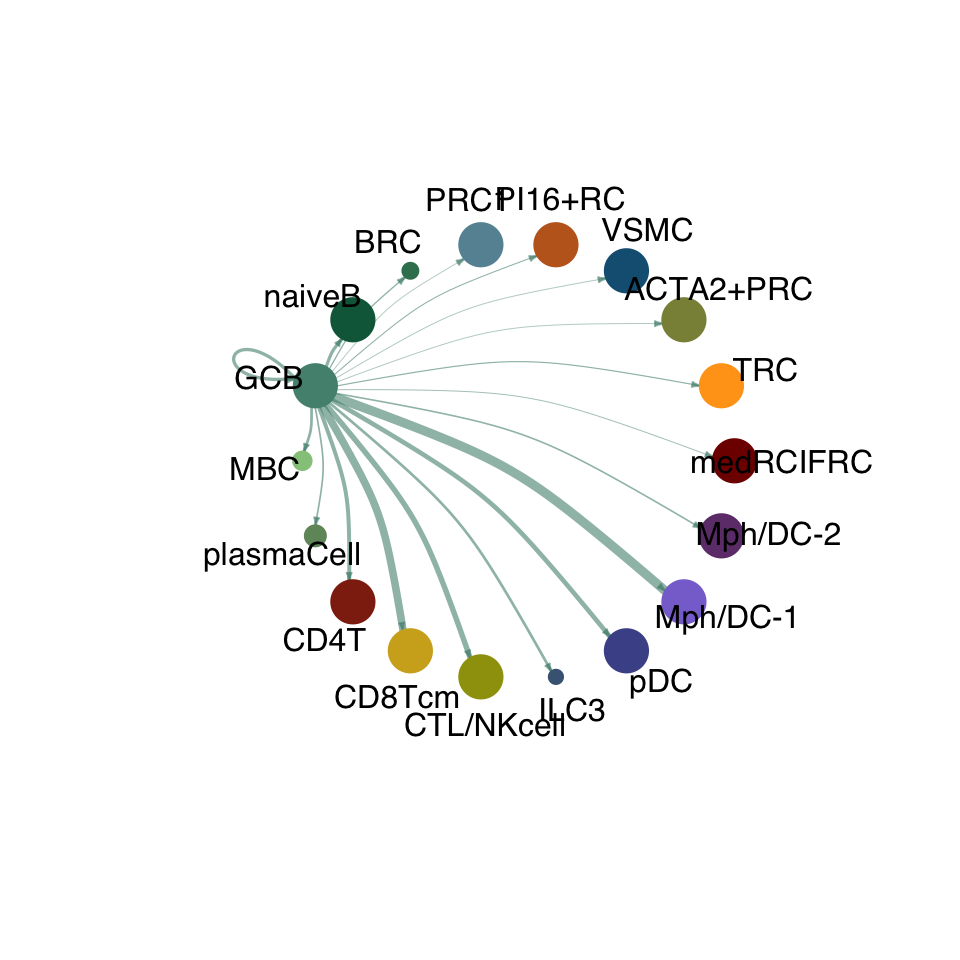 PRC1
PI16+RC
VSMC
BRC
ACTA2+PRC
naiveB
TRC
GCB
medRCIFRC
MBC
Mph/DC-2
plasmaCell
Mph/DC-1
CD4T
pDC
CD8Tcm
ILC3
CTL/NKcell